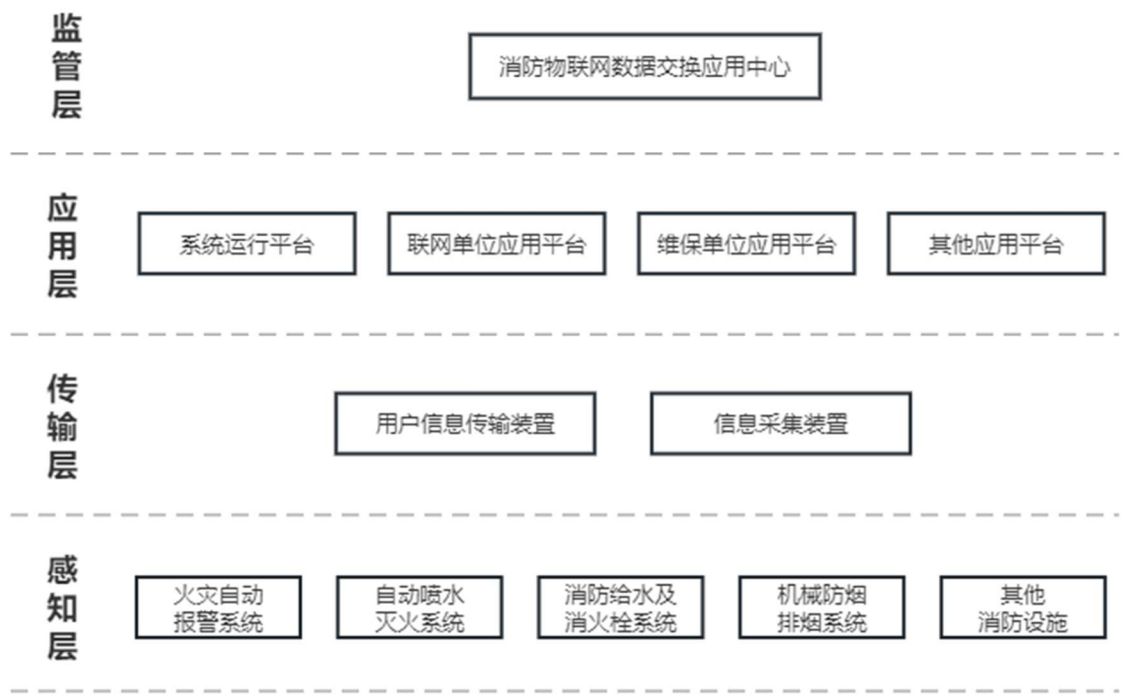 监管层
消防物联网数据交换应用中心
应用层
系统运行平台
联网单位应用平台
维保单位应用平台
其他应用平台
传输层
用户信息传输装置
信息采集装置
感知层
火灾自动
报警系统
自动喷水
灭火系统
消防给水及
消火栓系统
机械防烟
排烟系统
其他
消防设施